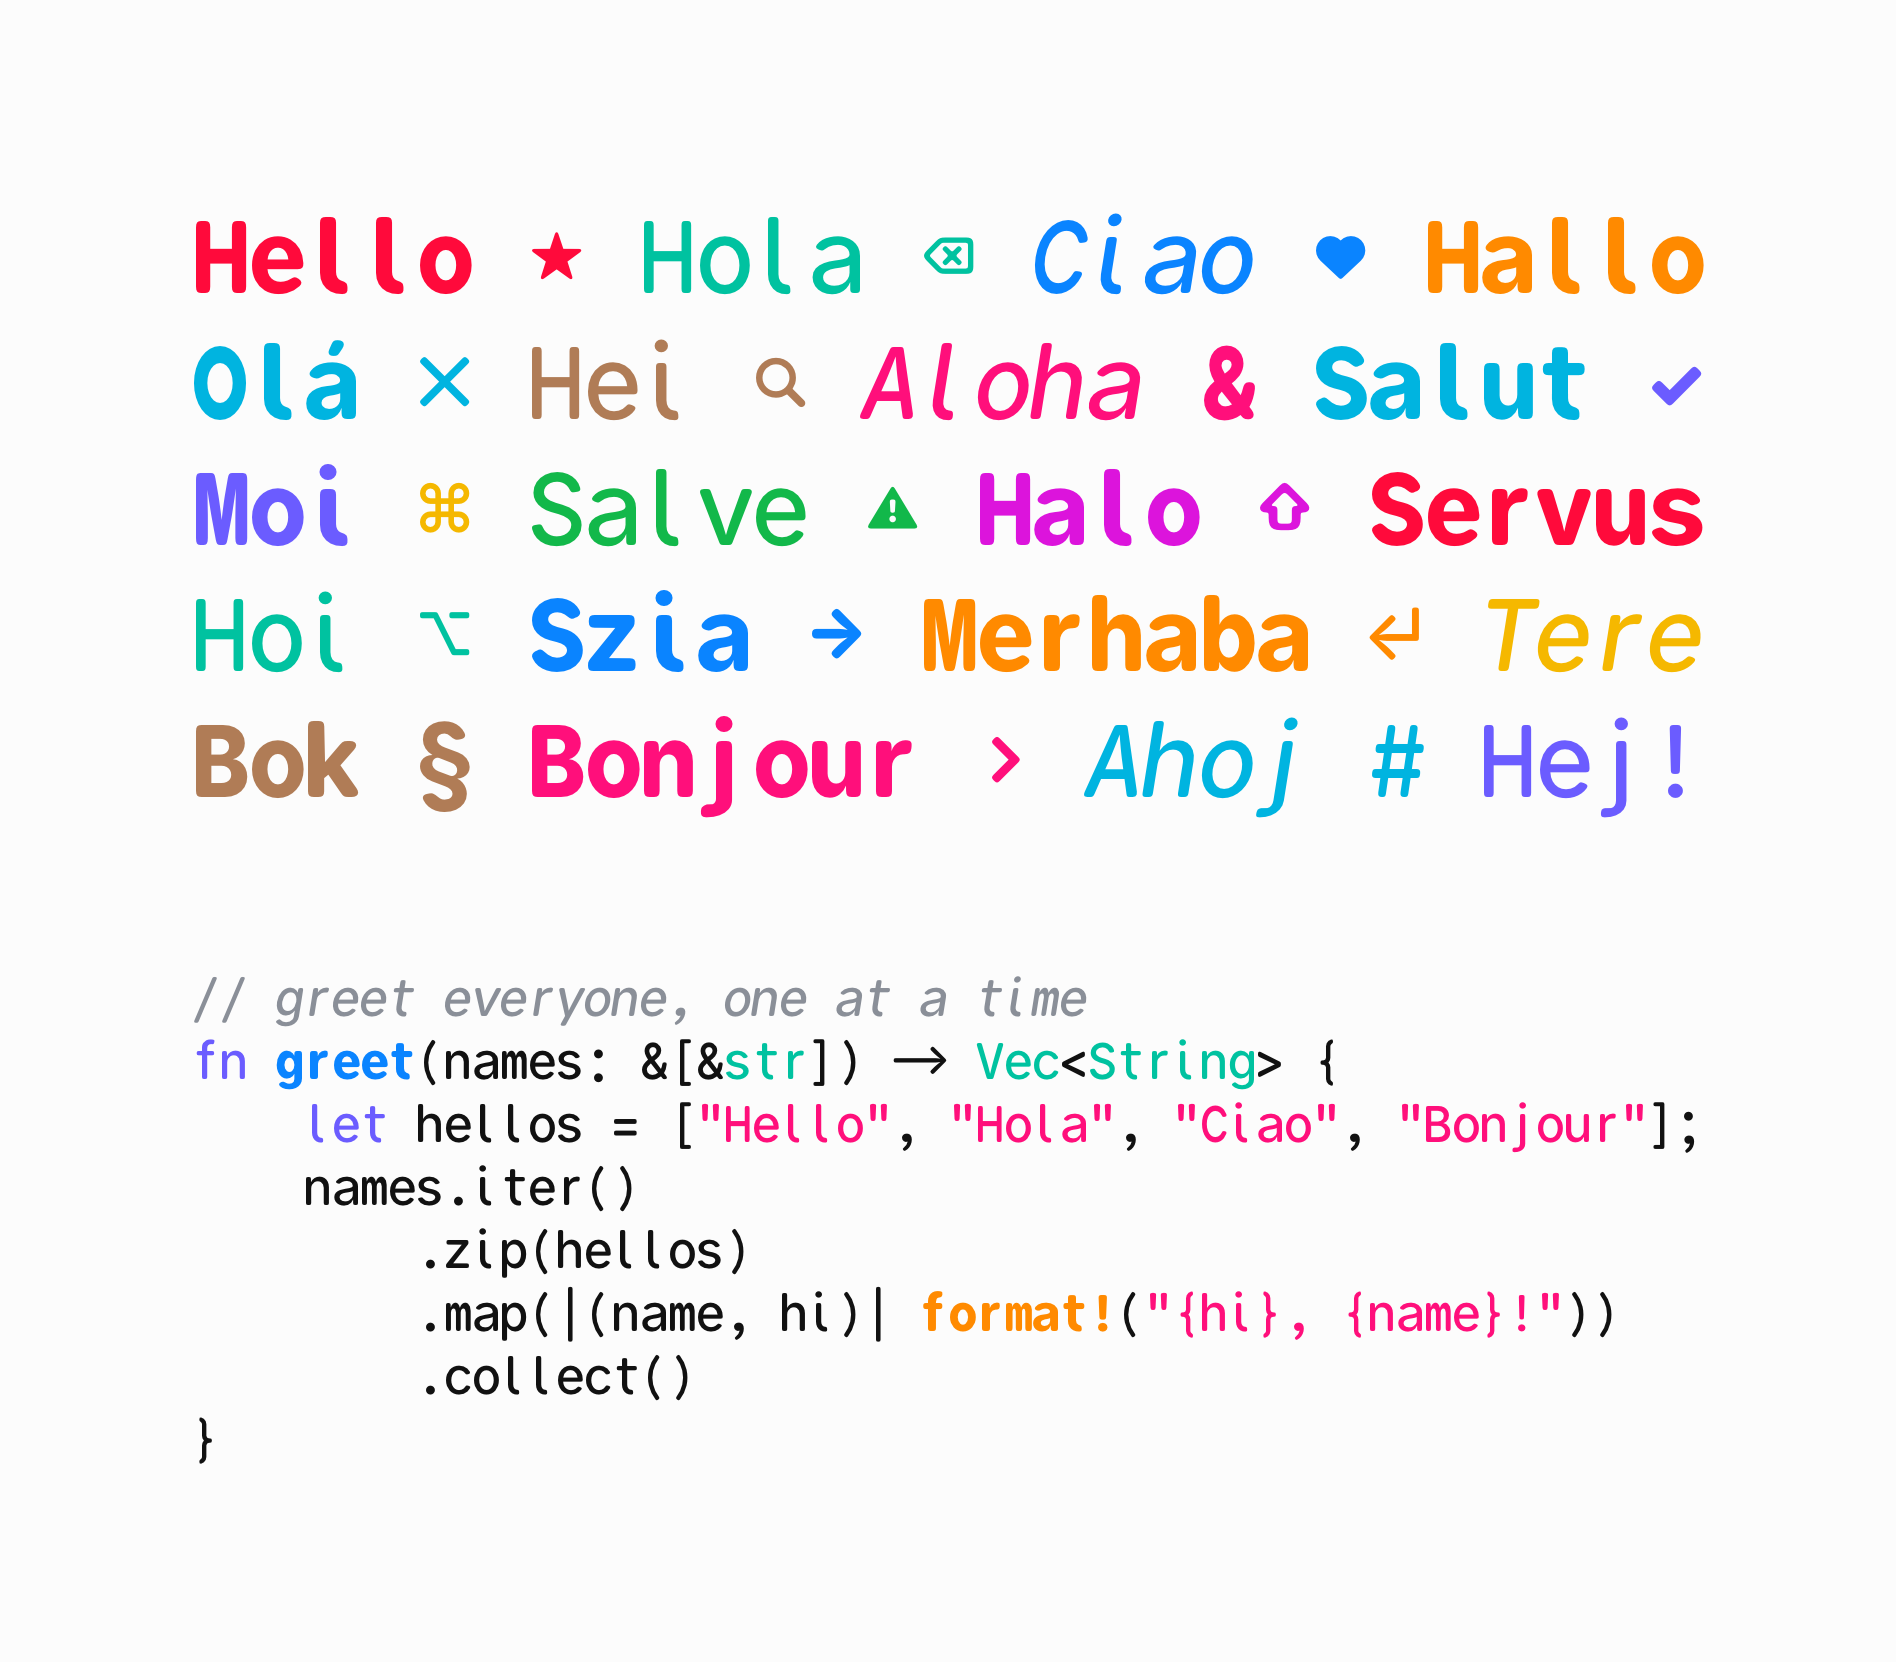 Hello ★ Hola ⌫ Ciao ♥ Hallo
Olá × Hei 🔍 Aloha & Salut ✓
Moi ⌘ Salve ⚠ Halo ⇧ Servus
Hoi ⌥ Szia → Merhaba ↵ Tere
Bok § Bonjour › Ahoj # Hej!
// greet everyone, one at a time
fn greet(names: &[&str]) -> Vec<String> {
    let hellos = ["Hello", "Hola", "Ciao", "Bonjour"];
    names.iter()
        .zip(hellos)
        .map(|(name, hi)| format!("{hi}, {name}!"))
        .collect()
}